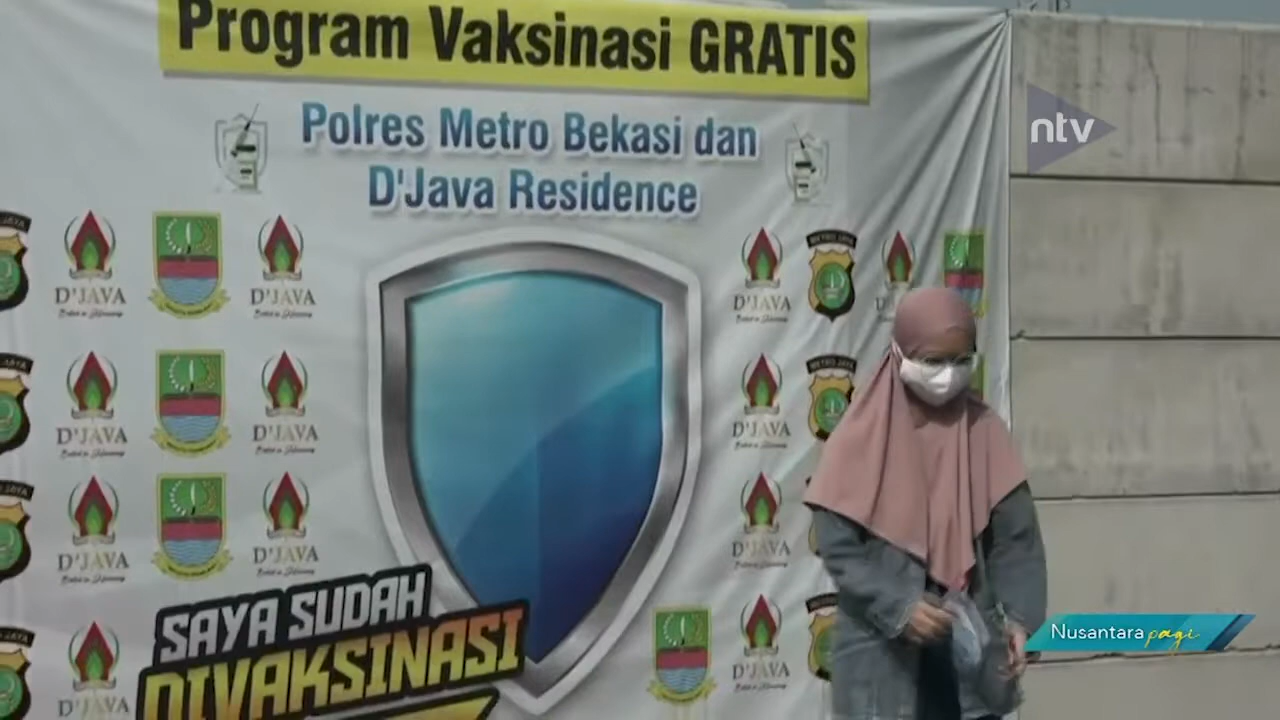 Program Vaksinasi GRATIS
Polres Metro Bekasi dan
D'Java Residence
ntv
D'JAVA
D'JAVA
D'JAVA
METRO JAYA
D'JAVA
D'JAVA
D'JAVA
METRO JAYA
D'JAVA
D'JAVA
D'JAVA
SAYA SUDAH
DIVAKSINASI
D'JAVA
D'JAVA
Nusantara pagi